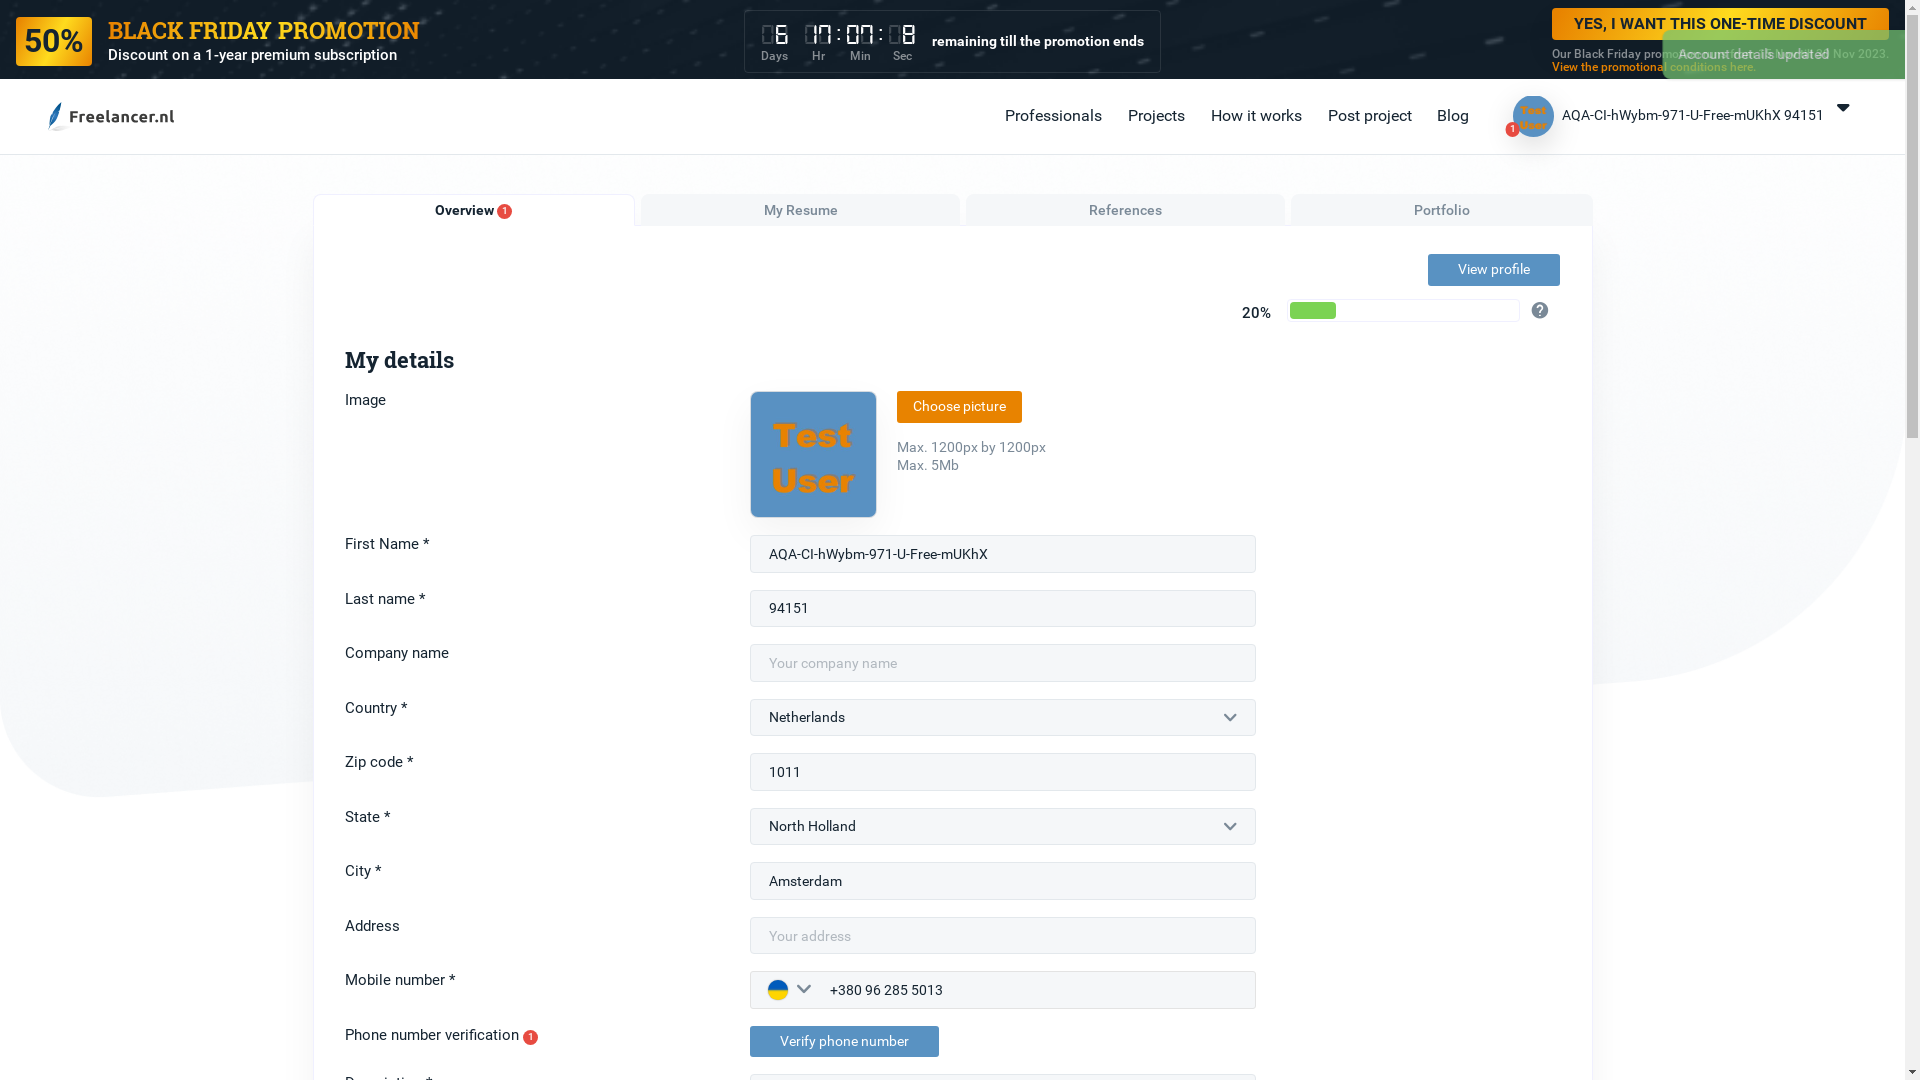 50%
BLACK FRIDAY PROMOTION
Discount on a 1-year premium subscription
6 17 : 07 : 8
Days Hr Min Sec
remaining till the promotion ends
YES, I WANT THIS ONE-TIME DISCOUNT
Our Black Friday
Nov 2023.
View the promotional conditions here.
Account details updated
Freelancer.nl
Professionals
Projects
How it works
Post project
Blog
Test
User
1
AQA-CI-hWybm-971-U-Free-mUKhX 94151
Overview 1
My Resume
References
Portfolio
View profile
20%
?
My details
Image
Test
User
Choose picture
Max. 1200px by 1200px
Max. 5Mb
First Name *
AQA-CI-hWybm-971-U-Free-mUKhX
Last name *
94151
Company name
Your company name
Country *
Netherlands
Zip code *
1011
State *
North Holland
City *
Amsterdam
Address
Your address
Mobile number *
+380 96 285 5013
Phone number verification 1
Verify phone number